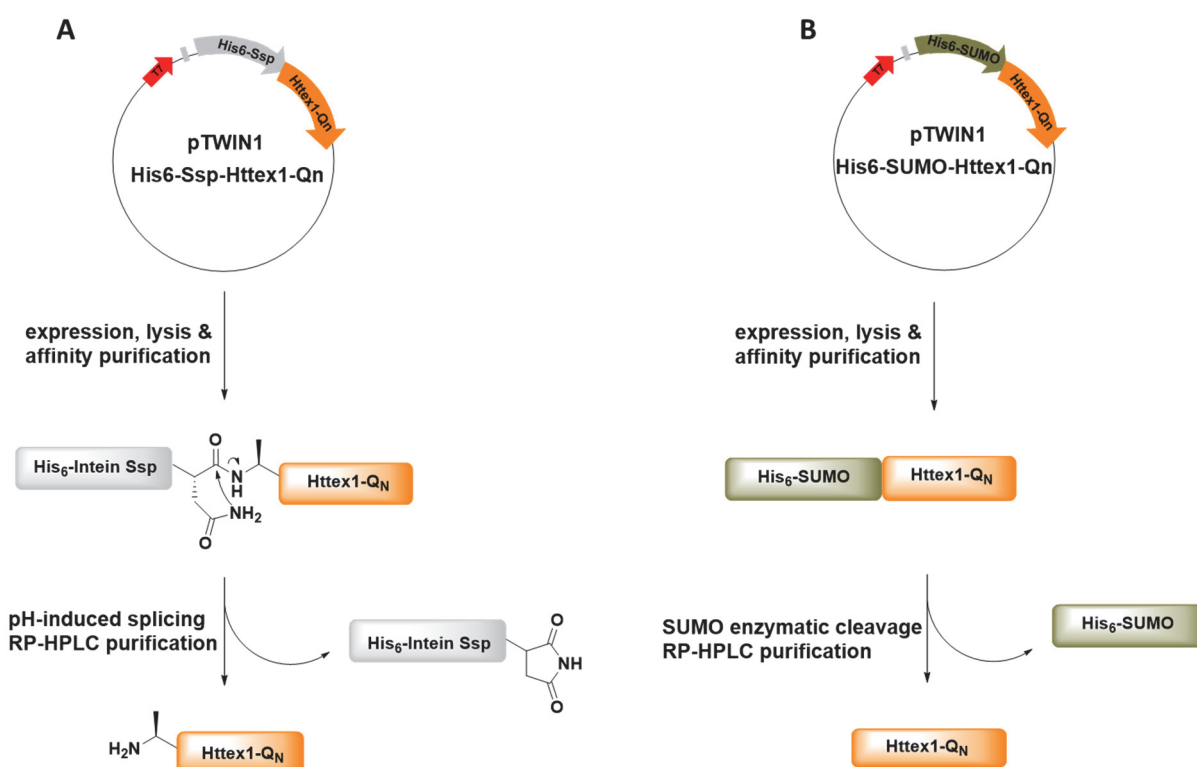 A
T7
His6-Ssp
Httex1-Qn
pTWIN1
His6-Ssp-Httex1-Qn
expression, lysis &
affinity purification
His6-Intein Ssp
O
N
H
NH2
O
Httex1-QN
pH-induced splicing
RP-HPLC purification
His6-Intein Ssp
O
NH
O
H2N
Httex1-QN
B
T7
His6-SUMO
Httex1-Qn
pTWIN1
His6-SUMO-Httex1-Qn
expression, lysis &
affinity purification
His6-SUMO
Httex1-QN
SUMO enzymatic cleavage
RP-HPLC purification
His6-SUMO
Httex1-QN